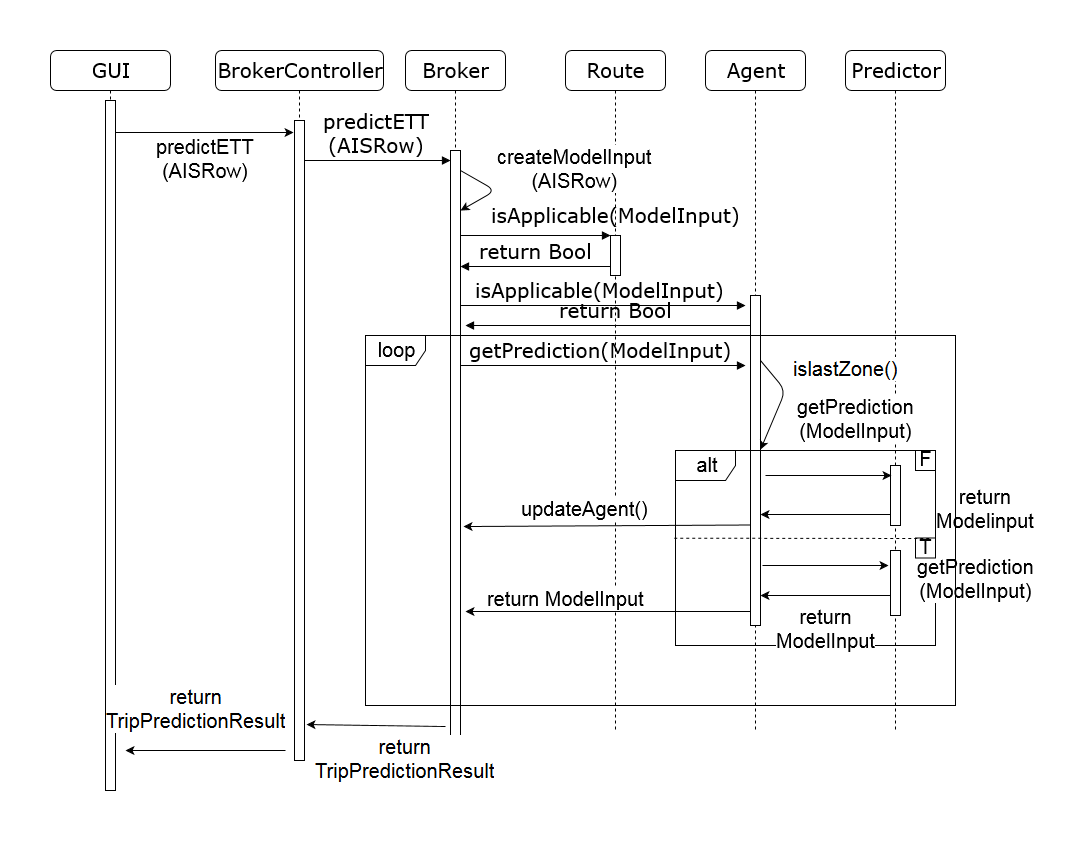 GUI
BrokerController
Broker
Route
Agent
Predictor
predictETT
(AISRow)
predictETT
(AISRow)
createModelInput
(AISRow)
isApplicable(ModelInput)
return Bool
isApplicable(ModelInput)
return Bool
loop
getPrediction(ModelInput)
islastZone()
getPrediction
(ModelInput)
alt
F
return
Modelinput
updateAgent()
T
getPrediction
(ModelInput)
return ModelInput
return
ModelInput
return
TripPredictionResult
return
TripPredictionResult